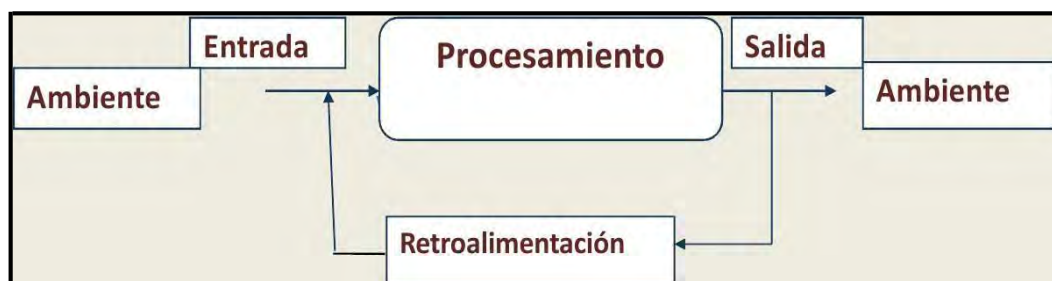 Entrada
Procesamiento
Salida
Ambiente
Ambiente
Retroalimentación